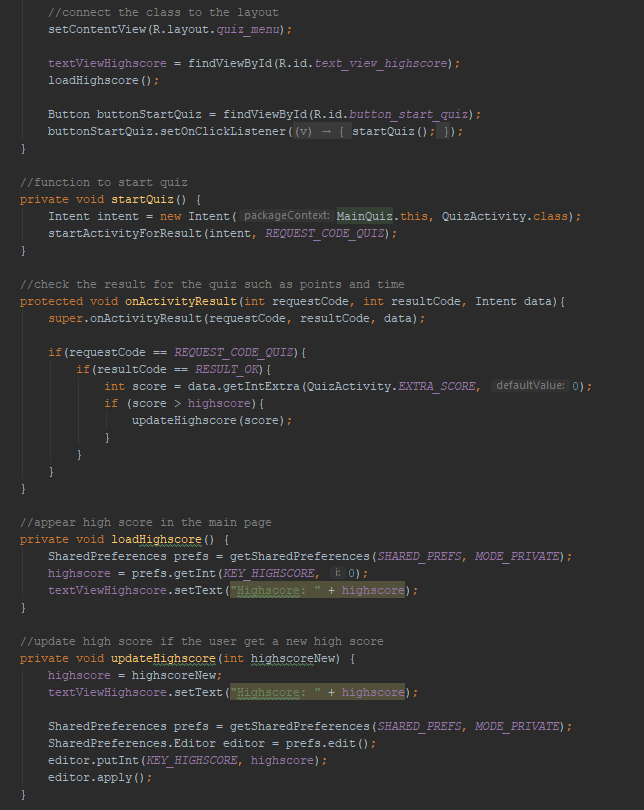 //connect the class to the layout
setContentView(R.layout.quiz_menu);
textViewHighscore = findViewById(R.id.text_view_highscore);
loadHighscore();
Button buttonStartQuiz = findViewById(R.id.button_start_quiz);
buttonStartQuiz.setOnClickListener((v) → { startQuiz(); });
}
//function to start quiz
private void startQuiz() {
Intent intent = new Intent( packageContext: MainQuiz.this, QuizActivity.class);
startActivityForResult(intent, REQUEST_CODE_QUIZ);
}
//check the result for the quiz such as points and time
protected void onActivityResult(int requestCode, int resultCode, Intent data){
super.onActivityResult(requestCode, resultCode, data);
if(requestCode == REQUEST_CODE_QUIZ){
if(resultCode == RESULT_OK){
int score = data.getIntExtra(QuizActivity.EXTRA_SCORE, defaultValue: 0);
if (score > highscore){
updateHighscore(score);
}
}
}
}
//appear high score in the main page
private void loadHighscore() {
SharedPreferences prefs = getSharedPreferences(SHARED_PREFS, MODE_PRIVATE);
highscore = prefs.getInt(KEY_HIGHSCORE, i: 0);
textViewHighscore.setText("Highscore: " + highscore);
}
//update high score if the user get a new high score
private void updateHighscore(int highscoreNew) {
highscore = highscoreNew;
textViewHighscore.setText("Highscore: " + highscore);
SharedPreferences prefs = getSharedPreferences(SHARED_PREFS, MODE_PRIVATE);
SharedPreferences.Editor editor = prefs.edit();
editor.putInt(KEY_HIGHSCORE, highscore);
editor.apply();
}